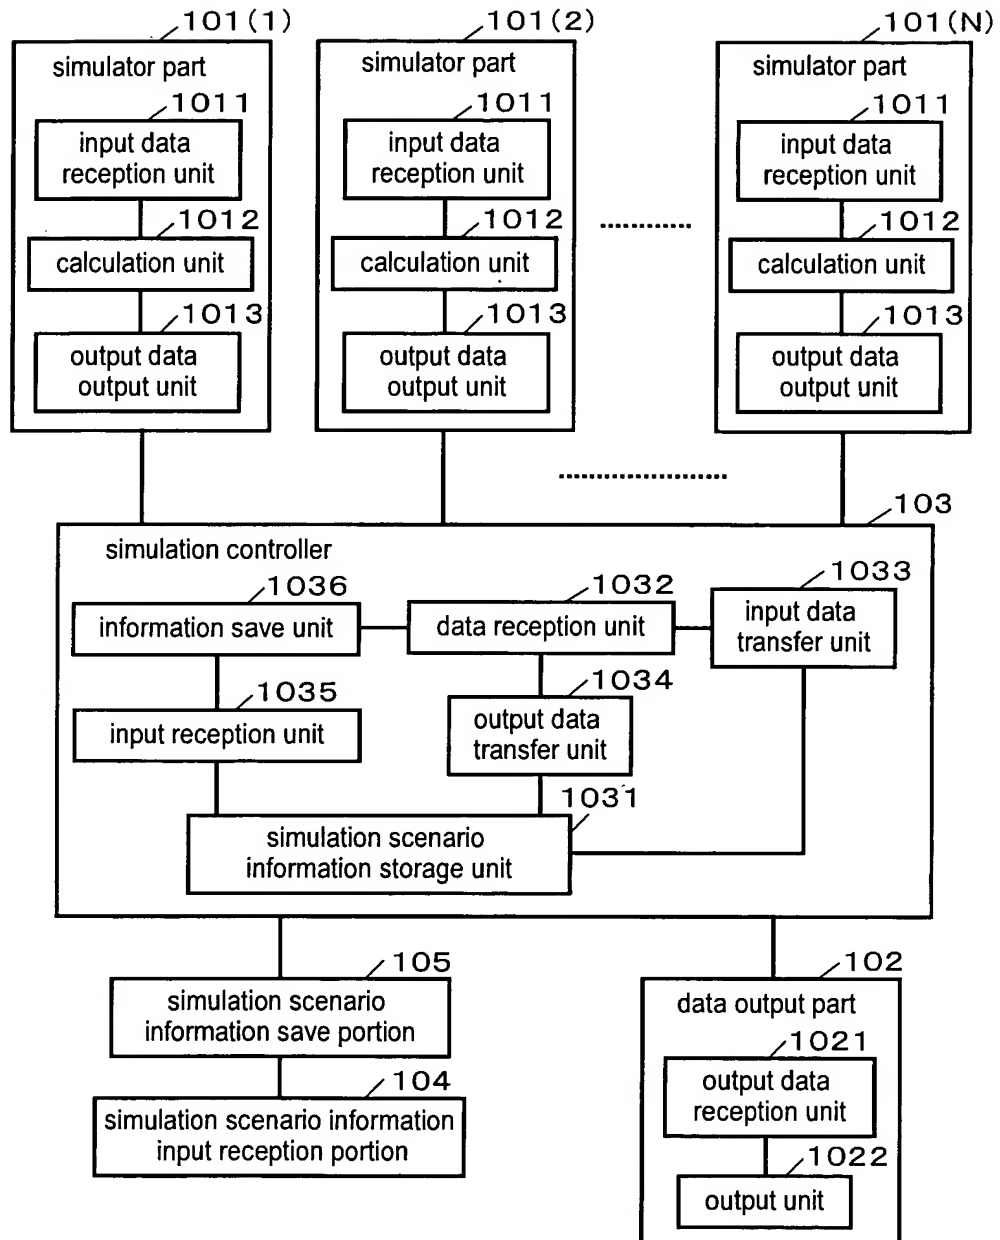 101(1)
101(2)
101(N)
simulator part
simulator part
simulator part
1011
1011
1011
input data
reception unit
input data
reception unit
input data
reception unit
1012
1012
1012
calculation unit
calculation unit
calculation unit
1013
1013
1013
output data
output unit
output data
output unit
output data
output unit
103
simulation controller
1036
1032
1033
information save unit
data reception unit
input data
transfer unit
1035
1034
input reception unit
output data
transfer unit
1031
simulation scenario
information storage unit
105
102
simulation scenario
information save portion
data output part
1021
104
output data
reception unit
simulation scenario information
input reception portion
1022
output unit